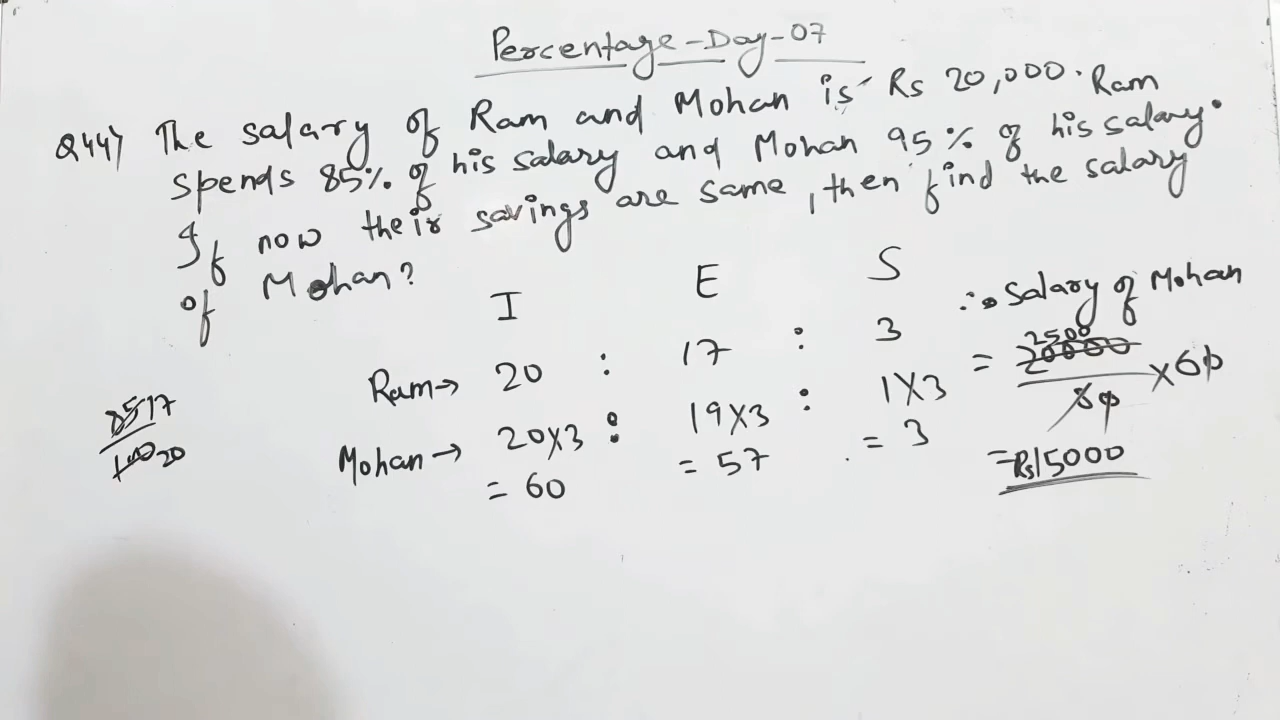 Percentage-Day-07
Q44) The salary of Ram and Mohan is Rs 20,000. Ram
spends 85% of his salary and Mohan 95% of his salary.
If now their savings are same, then find the salary
of Mohan?
I E S
Ram→ 20 : 17 : 3
Mohan→ 20×3 : 19×3 : 1×3
= 60 = 57 = 3
85 17
100 20
∴ Salary of Mohan
2500
= 20000 × 60
80
= Rs15000